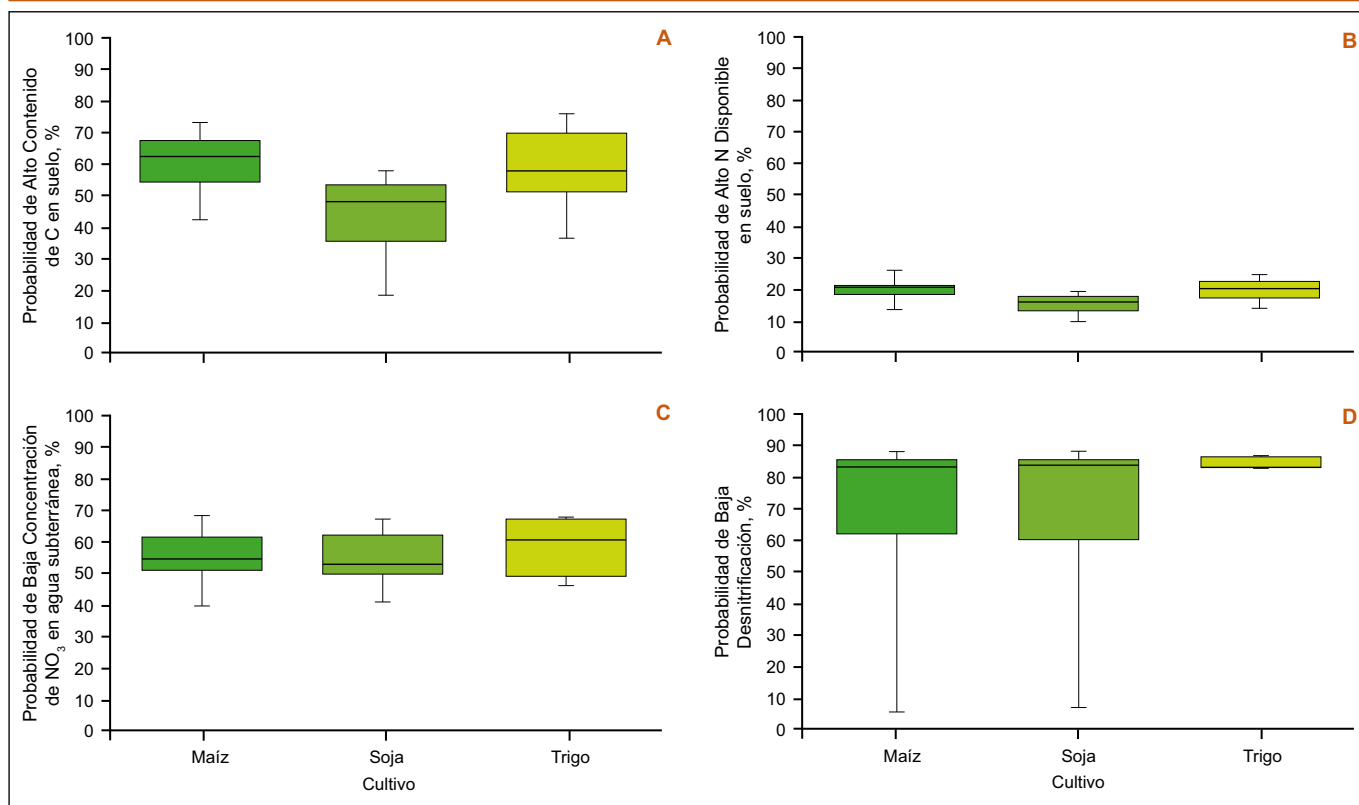 A
Probabilidad de Alto Contenido
de C en suelo, %
100
90
80
70
60
50
40
30
20
10
0
B
Probabilidad de Alto N Disponible
en suelo, %
100
90
80
70
60
50
40
30
20
10
0
C
Probabilidad de Baja Concentración
de NO₃ en agua subterránea, %
100
90
80
70
60
50
40
30
20
10
0
Maíz Soja Trigo
Cultivo
D
Probabilidad de Baja
Desnitrificación, %
100
90
80
70
60
50
40
30
20
10
0
Maíz Soja Trigo
Cultivo